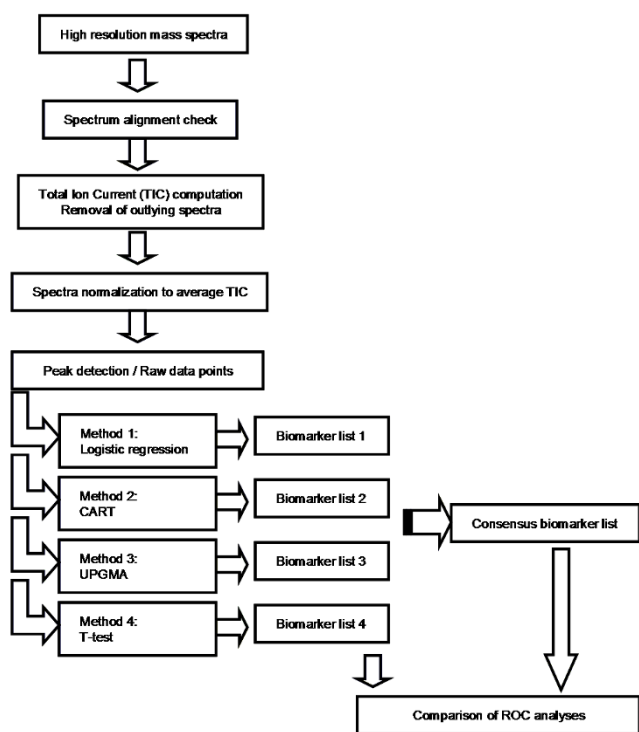 High resolution mass spectra
Spectrum alignment check
Total Ion Current (TIC) computation
Removal of outlying spectra
Spectra normalization to average TIC
Peak detection / Raw data points
Method 1:
Logistic regression
Biomarker list 1
Method 2:
CART
Biomarker list 2
Consensus biomarker list
Method 3:
UPGMA
Biomarker list 3
Method 4:
T-test
Biomarker list 4
Comparison of ROC analyses